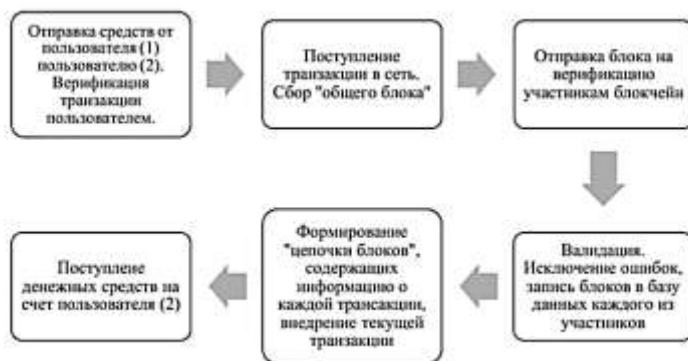 Отправка средств от
пользователя (1)
пользователю (2).
Верификация
транзакции
пользователем.
Поступление
транзакции в сеть.
Сбор "общего блока"
Отправка блока на
верификацию
участникам блокчейн
Валидация.
Исключение ошибок,
запись блоков в базу
данных каждого из
участников
Формирование
"цепочки блоков",
содержащих
информацию о
каждой трансакции,
внедрение текущей
транзакции
Поступлене
денежных средств на
счет пользователя (2)